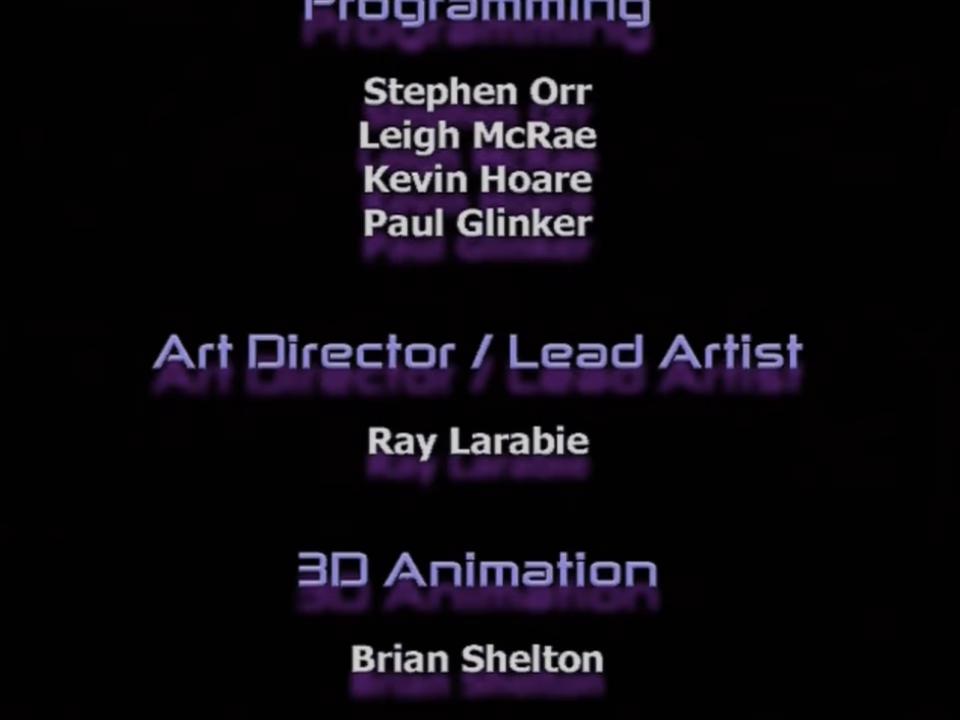 Programming
Stephen Orr
Leigh McRae
Kevin Hoare
Paul Glinker
Art Director / Lead Artist
Ray Larabie
3D Animation
Brian Shelton